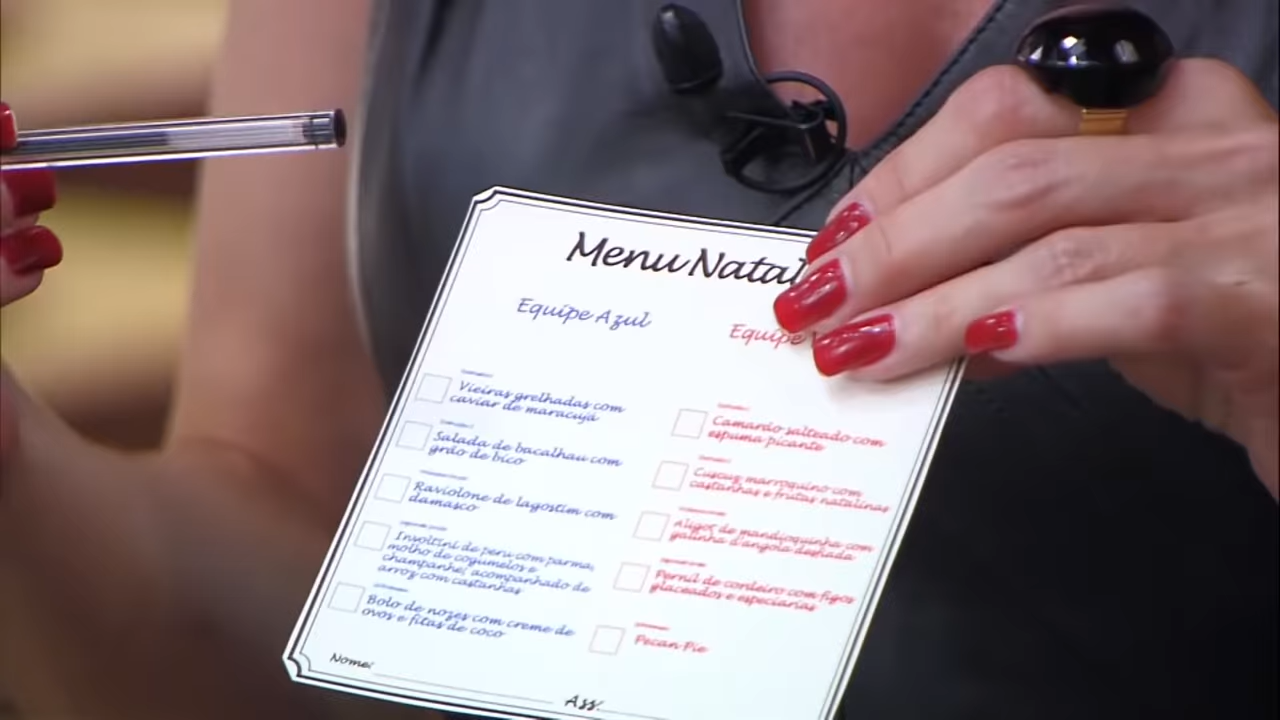 Menu Natal
Equipe Azul
Vieiras grelhadas com
caviar de maracujá
Salada de bacalhau com
grão de bico
Raviolone de lagostim com
damasco
Involtini de peru com parma,
molho de cogumelos e
champanhe; acompanhado de
arroz com castanhas
Bolo de nozes com creme de
ovos e fitas de coco
Equipe
Camarão salteado com
espuma picante
Cuscuz marroquino com
castanhas e frutas natalinas
Aligot de mandioquinha com
galinha d'angola desfiada
Pernil de cordeiro com figos
glaceados e especiarias
Pecan Pie
Nome:
Ass: